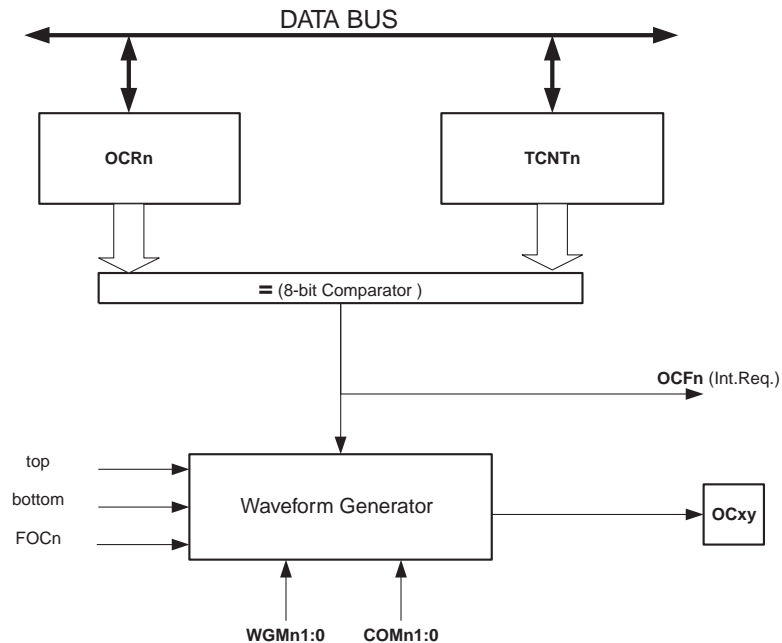 DATA BUS
OCRn
TCNTn
= (8-bit Comparator )
OCFn (Int.Req.)
top
bottom
FOCn
Waveform Generator
OCxy
WGMn1:0
COMn1:0